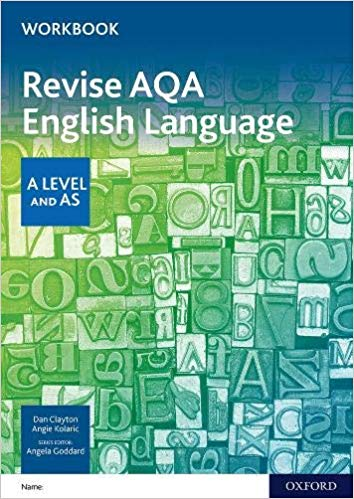 WORKBOOK
Revise AQA
English Language
A LEVEL
AND AS
Dan Clayton
Angie Kolaric
SERIES EDITOR:
Angela Goddard
Name:
OXFORD